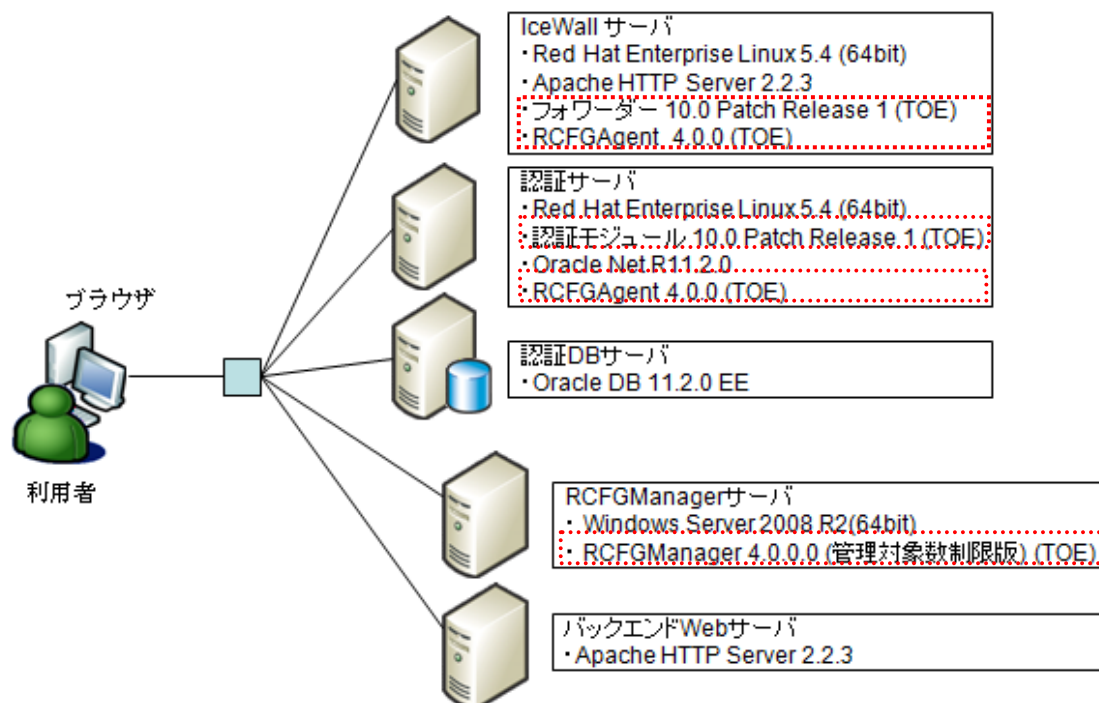 IceWall サーバ
・Red Hat Enterprise Linux 5.4 (64bit)
・Apache HTTP Server 2.2.3
・フォワーダー 10.0 Patch Release 1 (TOE)
・RCFGAgent 4.0.0 (TOE)
認証サーバ
・Red Hat Enterprise Linux 5.4 (64bit)
・認証モジュール 10.0 Patch Release 1 (TOE)
・Oracle Net R11.2.0
・RCFGAgent 4.0.0 (TOE)
ブラウザ
利用者
認証DBサーバ
・Oracle DB 11.2.0 EE
RCFGManagerサーバ
・Windows Server 2008 R2(64bit)
・RCFGManager 4.0.0.0 (管理対象数制限版) (TOE)
バックエンドWebサーバ
・Apache HTTP Server 2.2.3